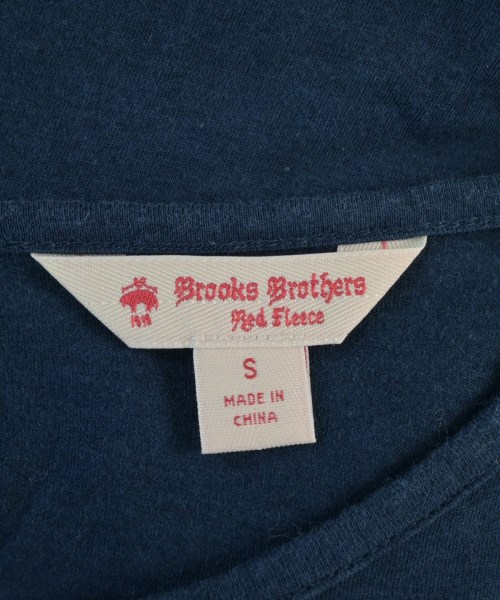 Brooks Brothers
Red Fleece
S
MADE IN
CHINA